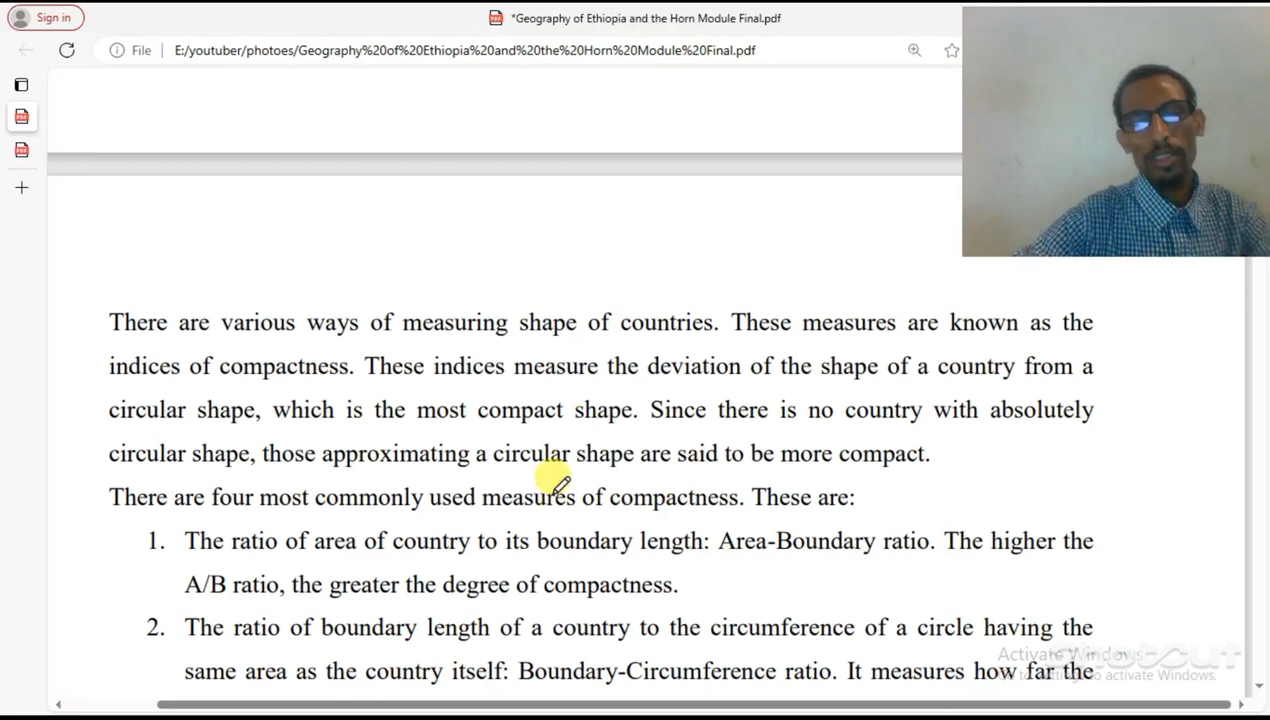 Sign in
*Geography of Ethiopia and the Horn Module Final.pdf
File
E:/youtuber/photoes/Geography%20of%20Ethiopia%20and%20the%20Horn%20Module%20Final.pdf
There are various ways of measuring shape of countries. These measures are known as the
indices of compactness. These indices measure the deviation of the shape of a country from a
circular shape, which is the most compact shape. Since there is no country with absolutely
circular shape, those approximating a circular shape are said to be more compact.
There are four most commonly used measures of compactness. These are:
1. The ratio of area of country to its boundary length: Area-Boundary ratio. The higher the
A/B ratio, the greater the degree of compactness.
2. The ratio of boundary length of a country to the circumference of a circle having the
same area as the country itself: Boundary-Circumference ratio. It measures how far the
Activate Windows
Go to Settings to activate Windows.
shotcut